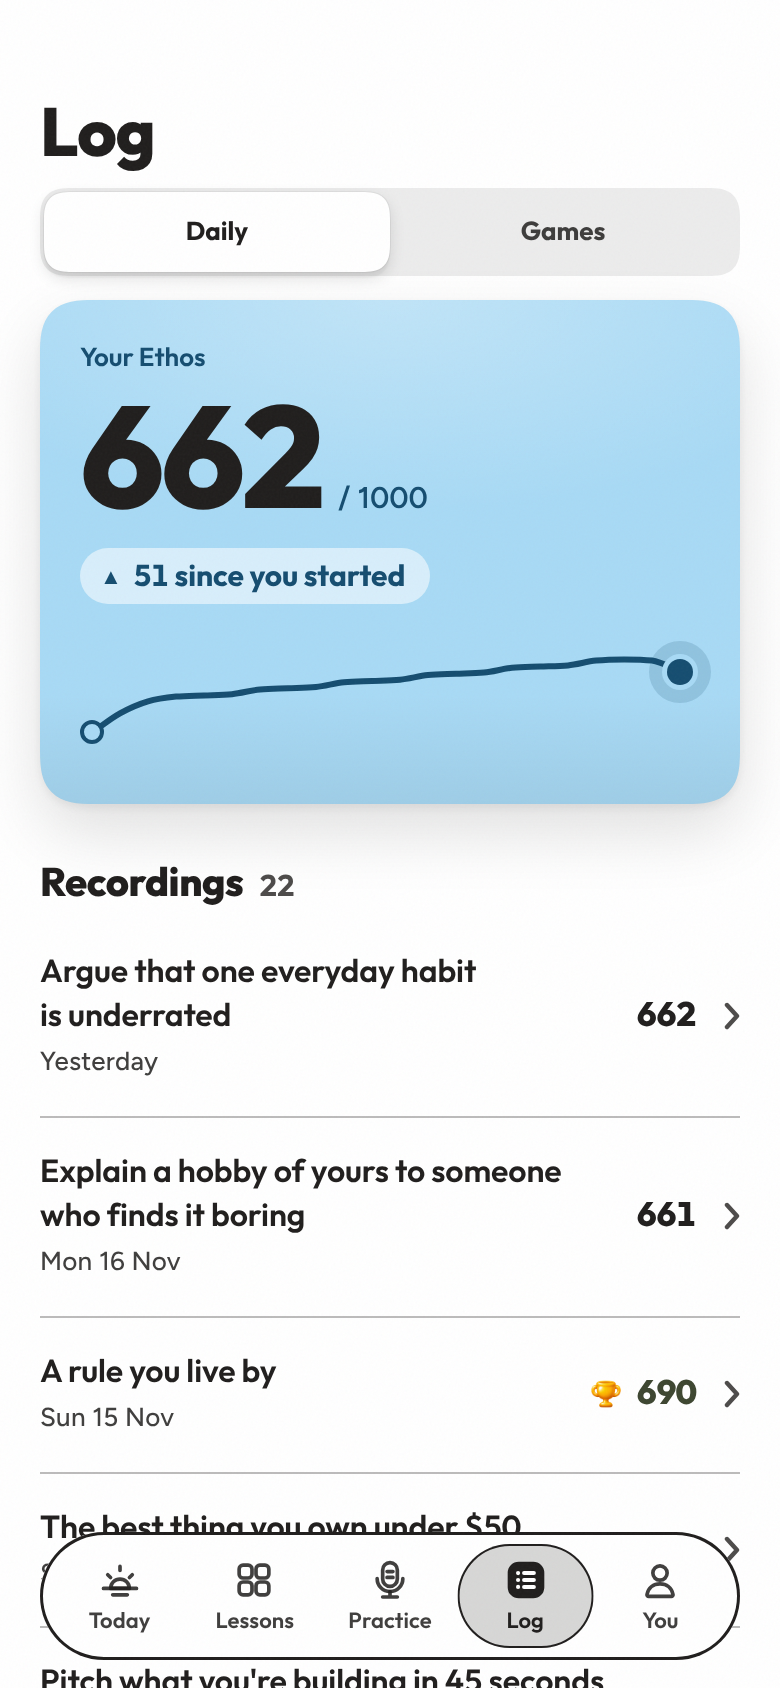 Log
Daily
Games
Your Ethos
662 / 1000
▲ 51 since you started
Recordings 22
Argue that one everyday habit
is underrated
662
Yesterday
Explain a hobby of yours to someone
who finds it boring
661
Mon 16 Nov
A rule you live by
690
Sun 15 Nov
The best thing you own under $50
Today
Lessons
Practice
Log
You
Pitch what you're building in 45 seconds